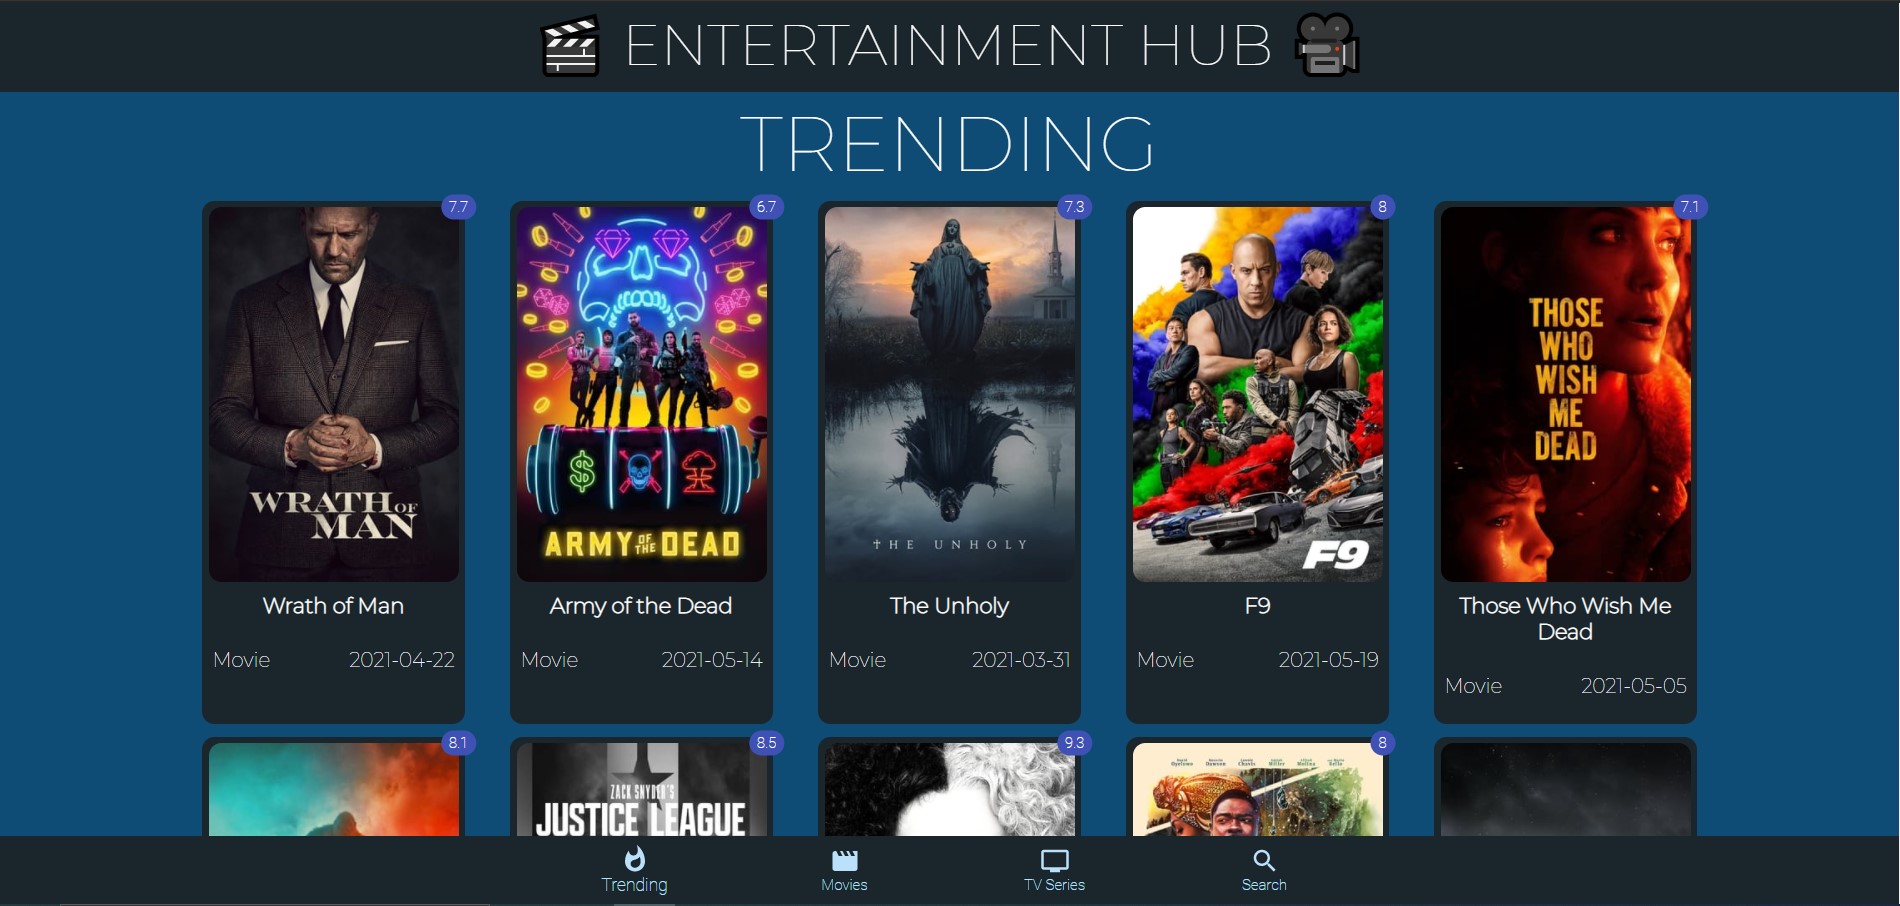 ENTERTAINMENT HUB
TRENDING
7.7
6.7
7.3
8
7.1
WRATH OF
MAN
ARMY OF THE DEAD
THE UNHOLY
F9
THOSE
WHO
WISH
ME
DEAD
Wrath of Man
Army of the Dead
The Unholy
F9
Those Who Wish Me
Dead
Movie 2021-04-22
Movie 2021-05-14
Movie 2021-03-31
Movie 2021-05-19
Movie 2021-05-05
8.1
8.5
9.3
8
ZACK SNYDER'S
JUSTICE LEAGUE
Trending
Movies
TV Series
Search